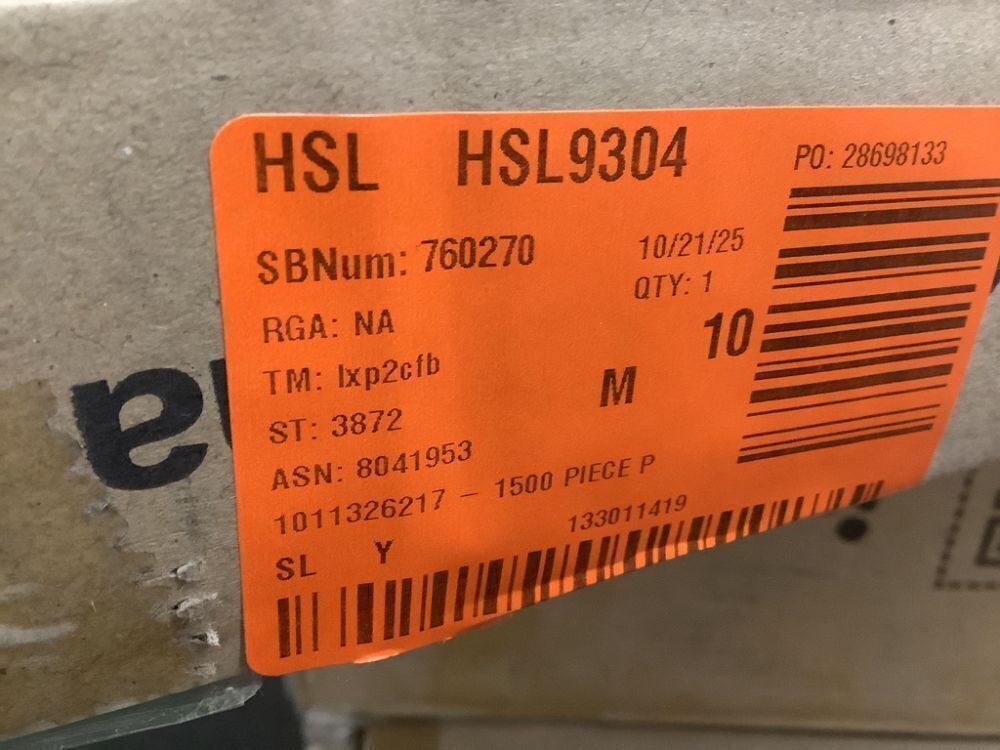 HSL HSL9304 PO: 28698133
SBNum: 760270 10/21/25
QTY: 1
RGA: NA 10
TM: lxp2cfb M
ST: 3872
ASN: 8041953
1011326217 - 1500 PIECE P
133011419
SL Y